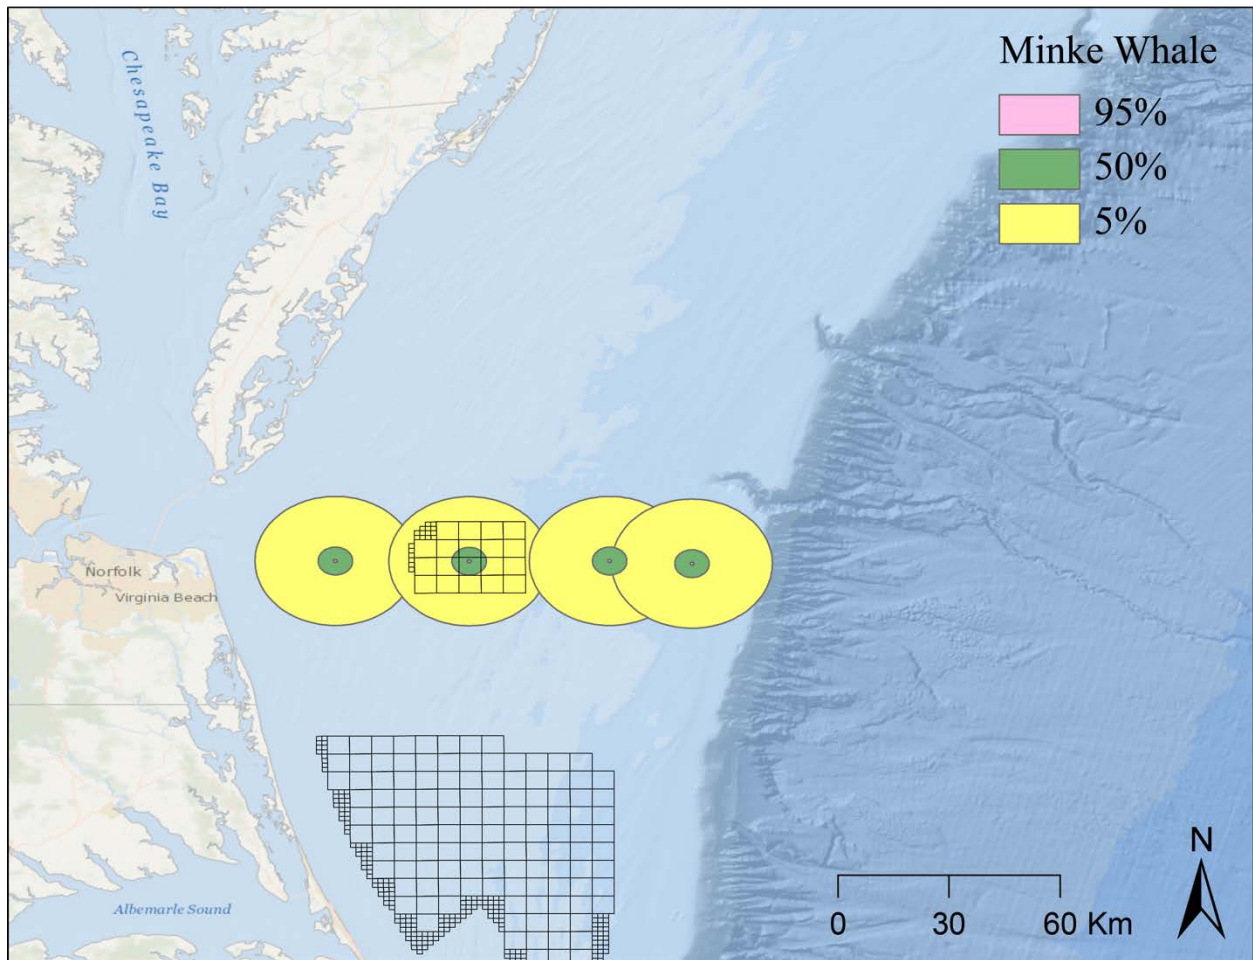 Minke Whale
95%
50%
5%
Chesapeake Bay
Norfolk
Virginia Beach
Albemarle Sound
N
0 30 60 Km